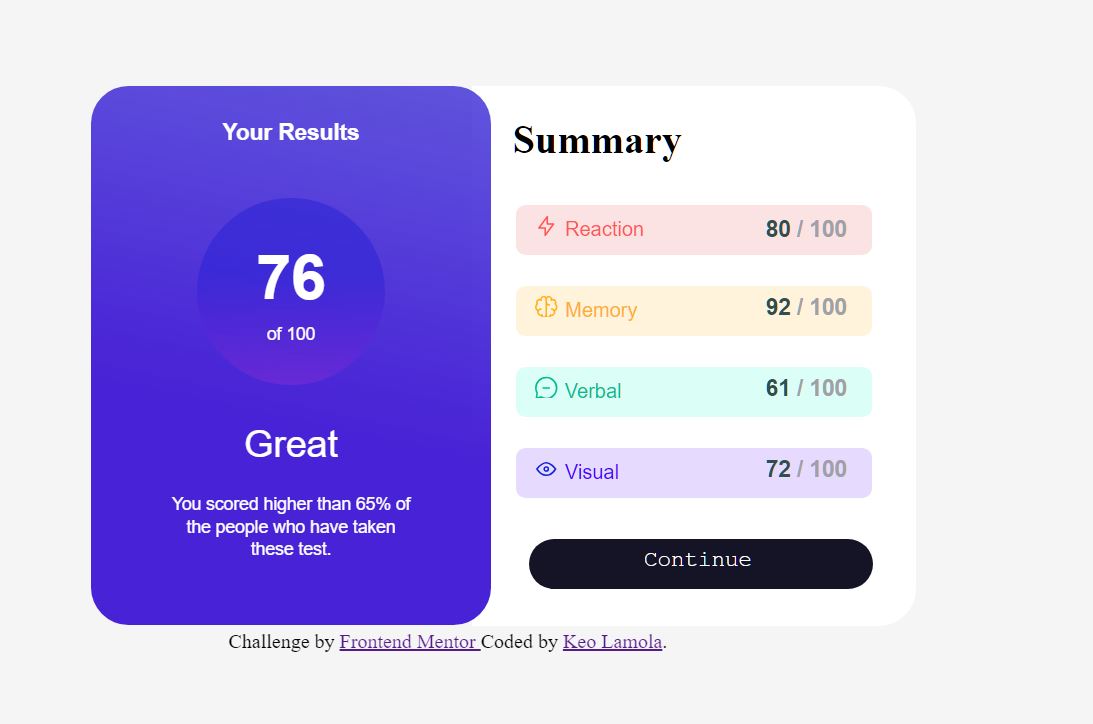 Your Results
76
of 100
Great
You scored higher than 65% of
the people who have taken
these test.
Summary
Reaction 80 / 100
Memory 92 / 100
Verbal 61 / 100
Visual 72 / 100
Continue
Challenge by Frontend Mentor Coded by Keo Lamola.